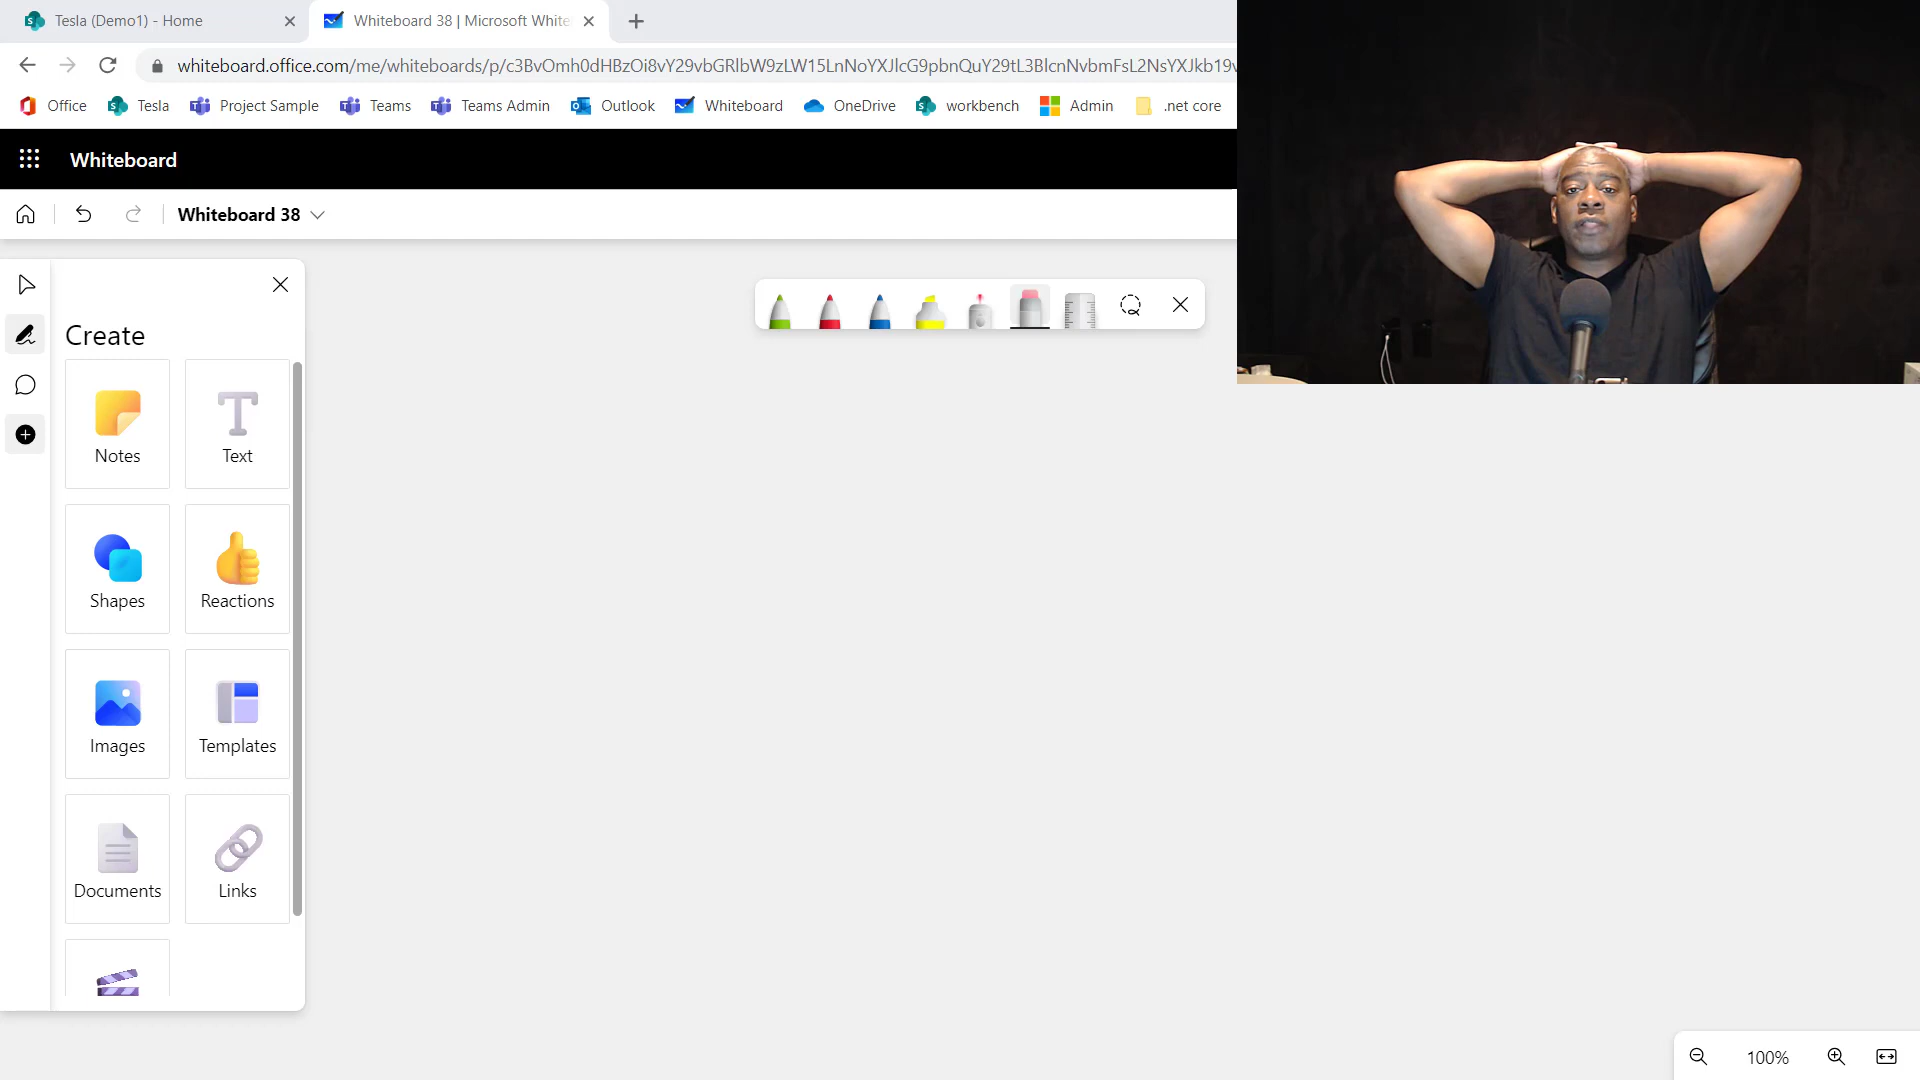 Tesla (Demo1) - Home
Whiteboard 38 | Microsoft White
whiteboard.office.com/me/whiteboards/p/
Office Tesla Project Sample Teams Teams Admin Outlook Whiteboard OneDrive workbench Admin .net core
Whiteboard
Whiteboard 38
Create
Notes Text
Shapes Reactions
Images Templates
Documents Links
100%